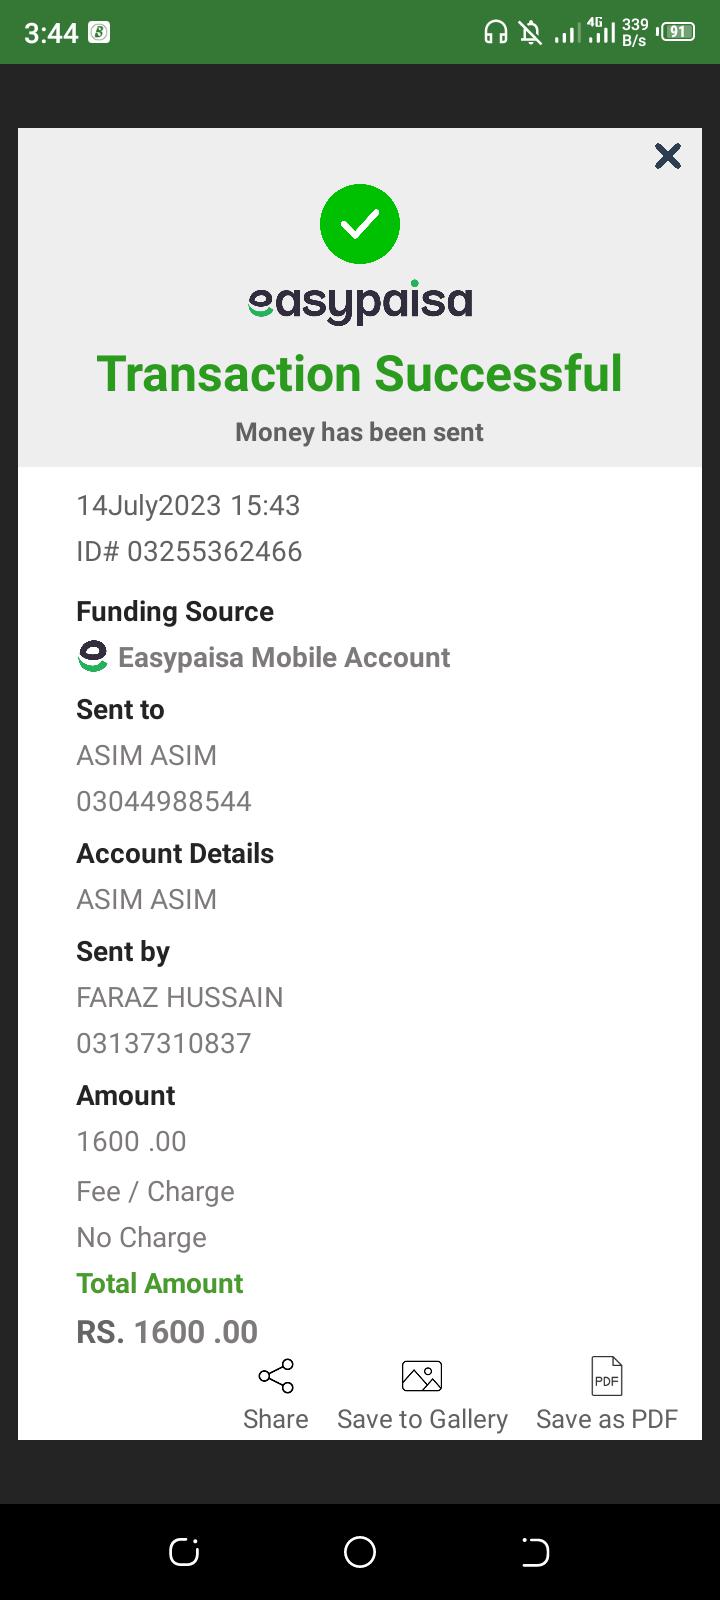 3:44
4G
339
B/s
91
easypaisa
Transaction Successful
Money has been sent
14July2023 15:43
ID# 03255362466
Funding Source
Easypaisa Mobile Account
Sent to
ASIM ASIM
03044988544
Account Details
ASIM ASIM
Sent by
FARAZ HUSSAIN
03137310837
Amount
1600 .00
Fee / Charge
No Charge
Total Amount
RS. 1600 .00
PDF
Share Save to Gallery Save as PDF